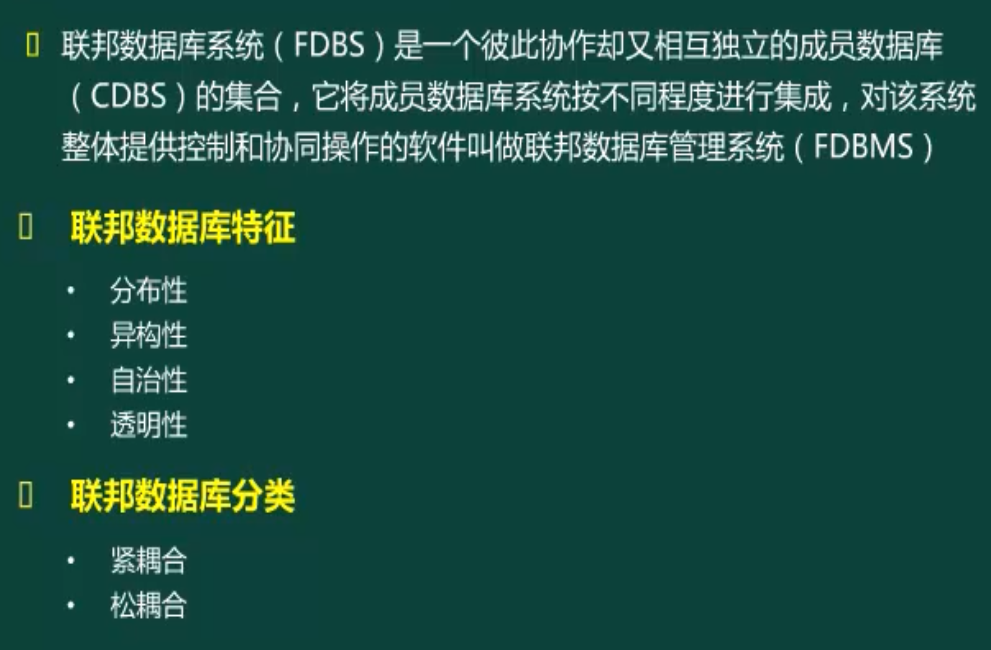 联邦数据库系统（FDBS）是一个彼此协作却又相互独立的成员数据库
（CDBS）的集合，它将成员数据库系统按不同程度进行集成，对该系统
整体提供控制和协同操作的软件叫做联邦数据库管理系统（FDBMS）
联邦数据库特征
• 分布性
• 异构性
• 自治性
• 透明性
联邦数据库分类
• 紧耦合
• 松耦合